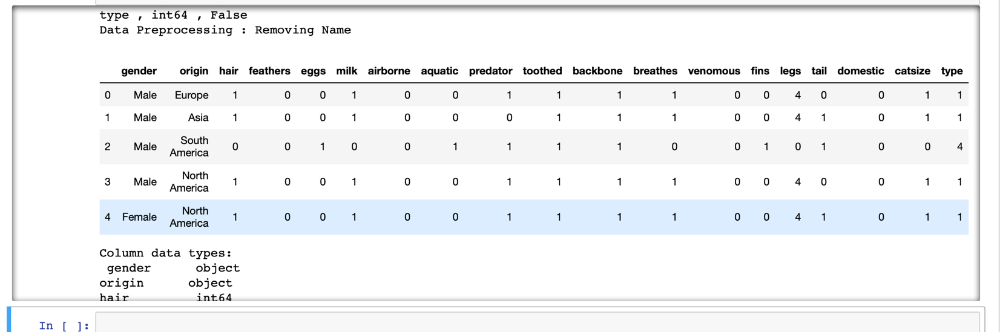 type , int64 , False
Data Preprocessing : Removing Name
gender origin hair feathers eggs milk airborne aquatic predator toothed backbone breathes venomous fins legs tail domestic catsize type
0 Male Europe 1 0 0 1 0 0 1 1 1 1 0 0 4 0 0 1 1
1 Male Asia 1 0 0 1 0 0 0 1 1 1 0 0 4 1 0 1 1
2 Male South America 0 0 1 0 0 1 1 1 1 0 0 1 0 1 0 0 4
3 Male North America 1 0 0 1 0 0 1 1 1 1 0 0 4 0 0 1 1
4 Female North America 1 0 0 1 0 0 1 1 1 1 0 0 4 1 0 1 1
Column data types:
gender object
origin object
hair int64
In [ ]: